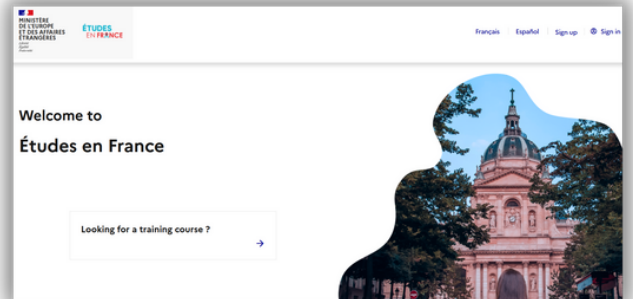 MINISTÈRE
DE L'EUROPE
ET DES AFFAIRES
ÉTRANGÈRES
ÉTUDES
EN FRANCE
Français
Español
Sign up
Sign in
Welcome to
Études en France
Looking for a training course ?